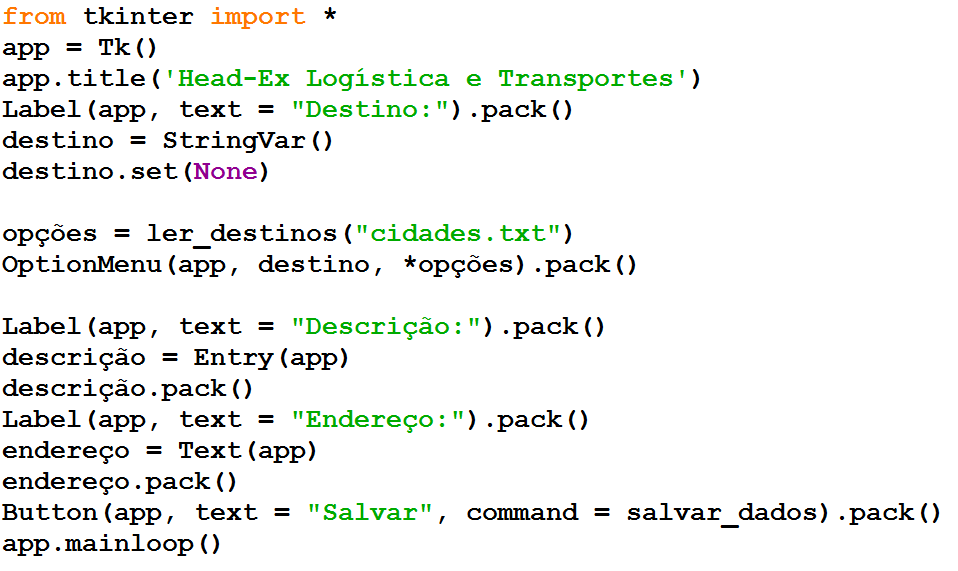 from tkinter import *
app = Tk()
app.title('Head-Ex Logística e Transportes')
Label(app, text = "Destino:").pack()
destino = StringVar()
destino.set(None)
opções = ler_destinos("cidades.txt")
OptionMenu(app, destino, *opções).pack()
Label(app, text = "Descrição:").pack()
descrição = Entry(app)
descrição.pack()
Label(app, text = "Endereço:").pack()
endereço = Text(app)
endereço.pack()
Button(app, text = "Salvar", command = salvar_dados).pack()
app.mainloop()